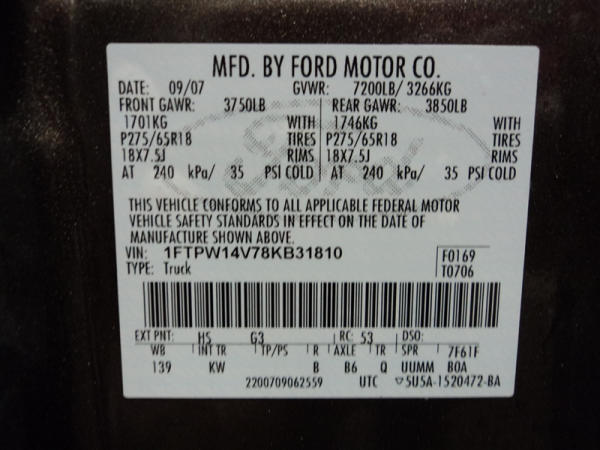 MFD. BY FORD MOTOR CO.
DATE: 09/07 GVWR: 7200LB/ 3266KG
FRONT GAWR: 3750LB REAR GAWR: 3850LB
1701KG WITH 1746KG WITH
P275/65R18 TIRES P275/65R18 TIRES
18X7.5J RIMS 18X7.5J RIMS
AT 240 kPa/ 35 PSI COLD AT 240 kPa/ 35 PSI COLD
THIS VEHICLE CONFORMS TO ALL APPLICABLE FEDERAL MOTOR
VEHICLE SAFETY STANDARDS IN EFFECT ON THE DATE OF
MANUFACTURE SHOWN ABOVE.
VIN: 1FTPW14V78KB31810 F0169
TYPE: Truck T0706
EXT PNT: HS G3 RC: 53 DSO:
WB INT TR TP/PS R AXLE TR SPR 7F61F
139 KW B B6 Q UUMM B0A
2200709062559 UTC ▽5U5A-1520472-BA